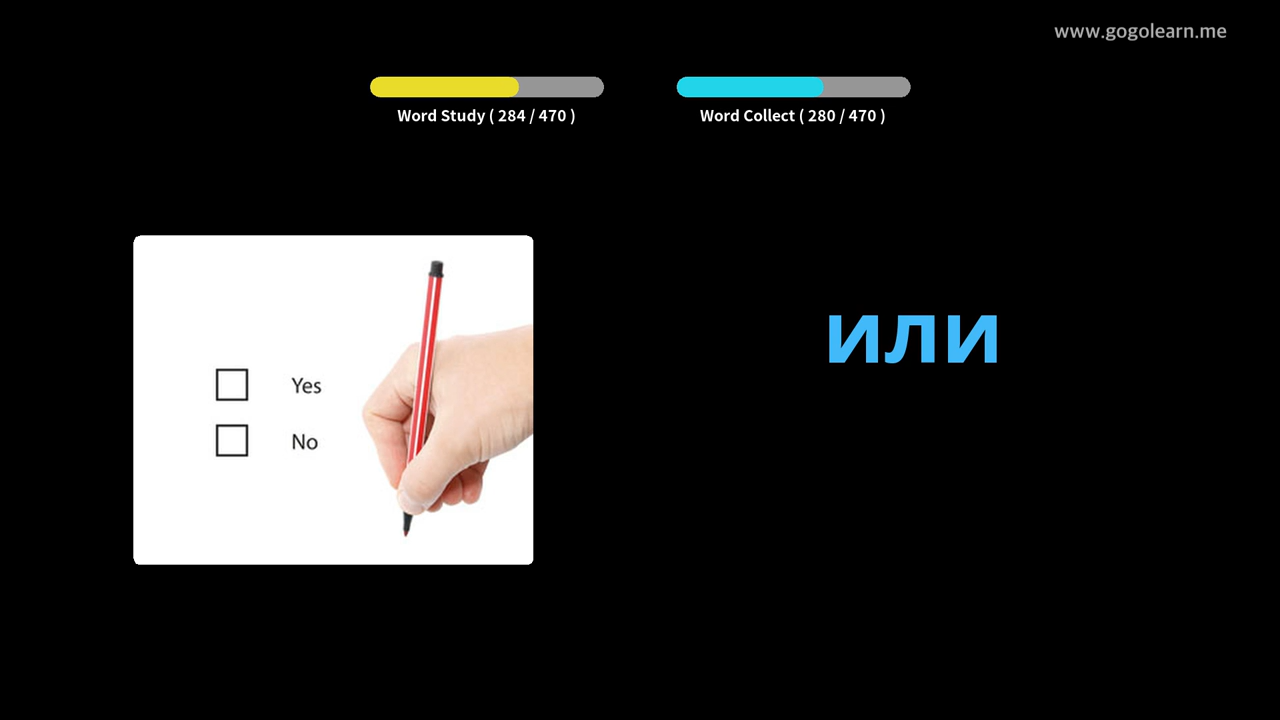 www.gogolearn.me
Word Study ( 284 / 470 )
Word Collect ( 280 / 470 )
Yes
No
или